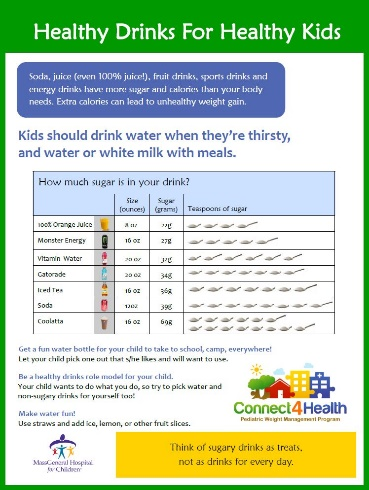 Healthy Drinks For Healthy Kids
Soda, juice (even 100% juice!), fruit drinks, sports drinks and
energy drinks have more sugar and calories than your body
needs. Extra calories can lead to unhealthy weight gain.
Kids should drink water when they're thirsty,
and water or white milk with meals.
How much sugar is in your drink?
Size (ounces) Sugar (grams) Teaspoons of sugar
100% Orange Juice 8 oz 22g
Monster Energy 16 oz 27g
Vitamin Water 20 oz 32g
Gatorade 20 oz 34g
Iced Tea 16 oz 36g
Soda 12oz 39g
Coolatta 16 oz 69g
Get a fun water bottle for your child to take to school, camp, everywhere!
Let your child pick one out that s/he likes and will want to use.
Be a healthy drinks role model for your child.
Your child wants to do what you do, so try to pick water and
non-sugary drinks for yourself too!
Make water fun!
Use straws and add ice, lemon, or other fruit slices.
Connect4Health
Pediatric Weight Management Program
MassGeneral Hospital
for Children
Think of sugary drinks as treats,
not as drinks for every day.